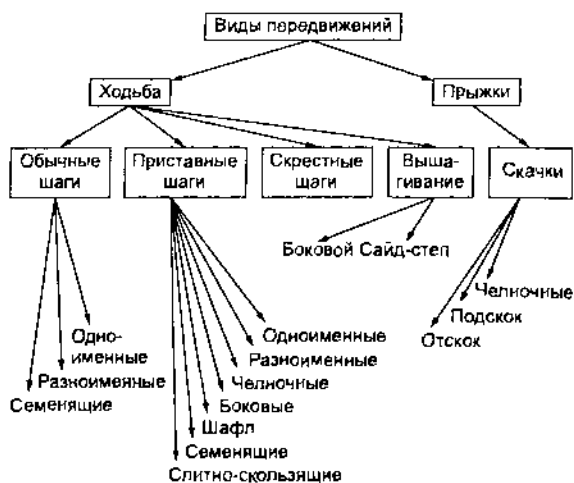 Виды передвижений
Ходьба
Прыжки
Обычные
шаги
Приставные
шаги
Скрестные
шаги
Выша-
гивание
Скачки
Боковой Сайд-степ
Одно-
именные
Разноимеяные
Семенящие
Одноименные
Разноименные
Челночные
Боковые
Шафл
Семенящие
Слитно-скользящие
Челночные
Подскок
Отскок